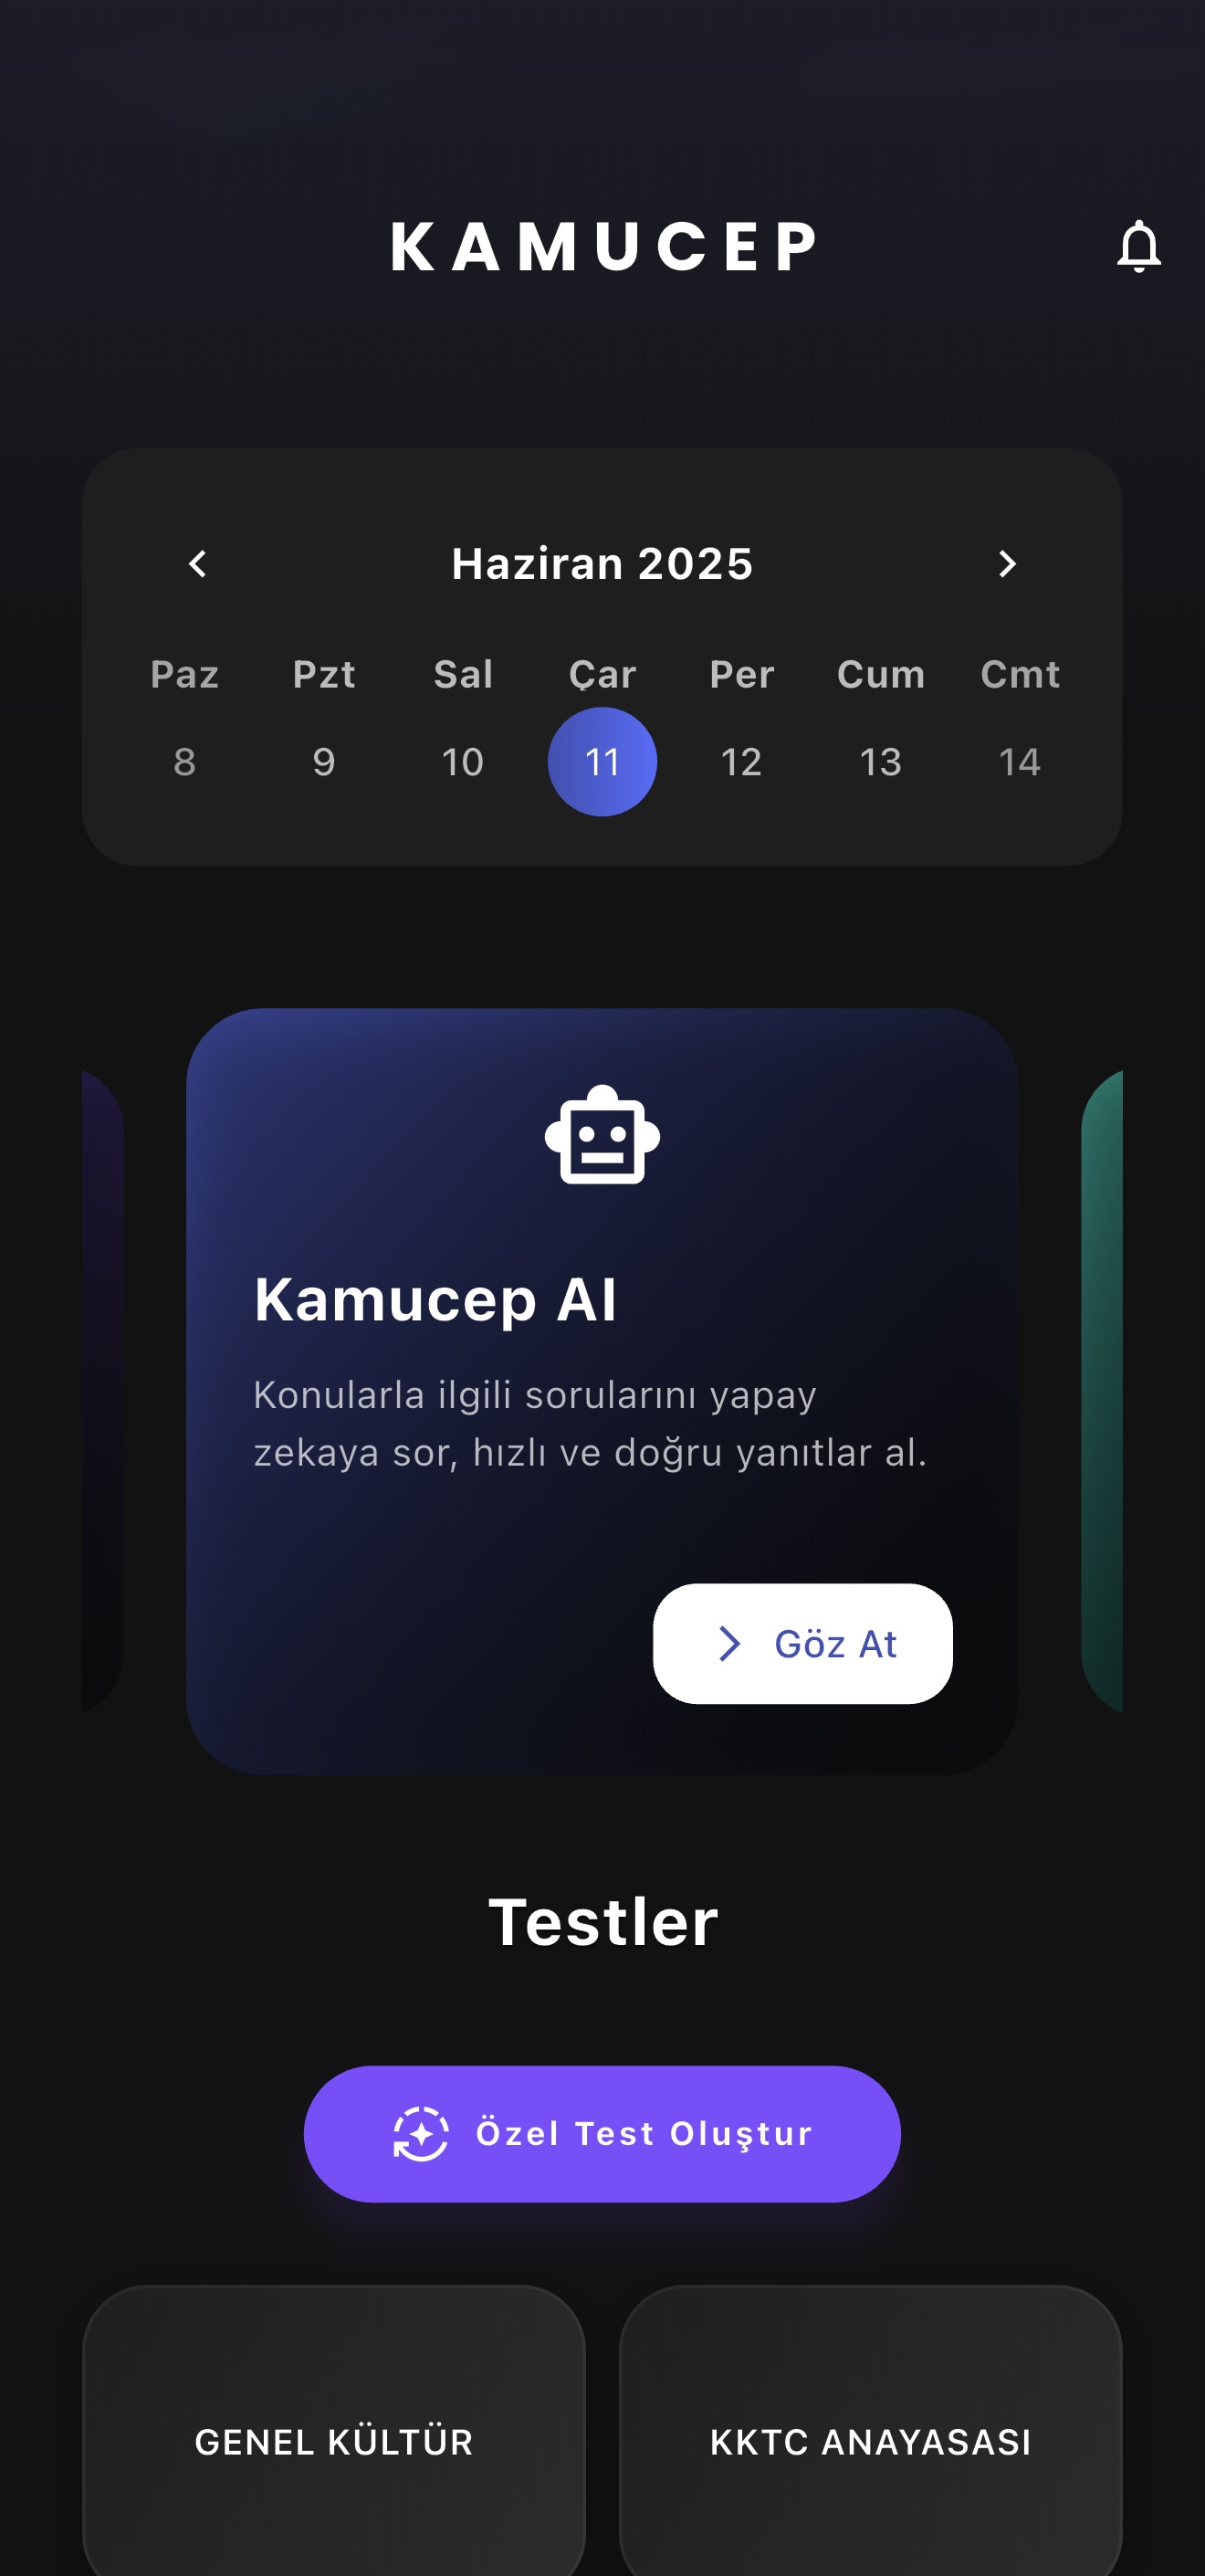 KAMUCEP
Haziran 2025
Paz Pzt Sal Çar Per Cum Cmt
8 9 10 11 12 13 14
Kamucep AI
Konularla ilgili sorularını yapay
zekaya sor, hızlı ve doğru yanıtlar al.
Göz At
Testler
Özel Test Oluştur
GENEL KÜLTÜR
KKTC ANAYASASI